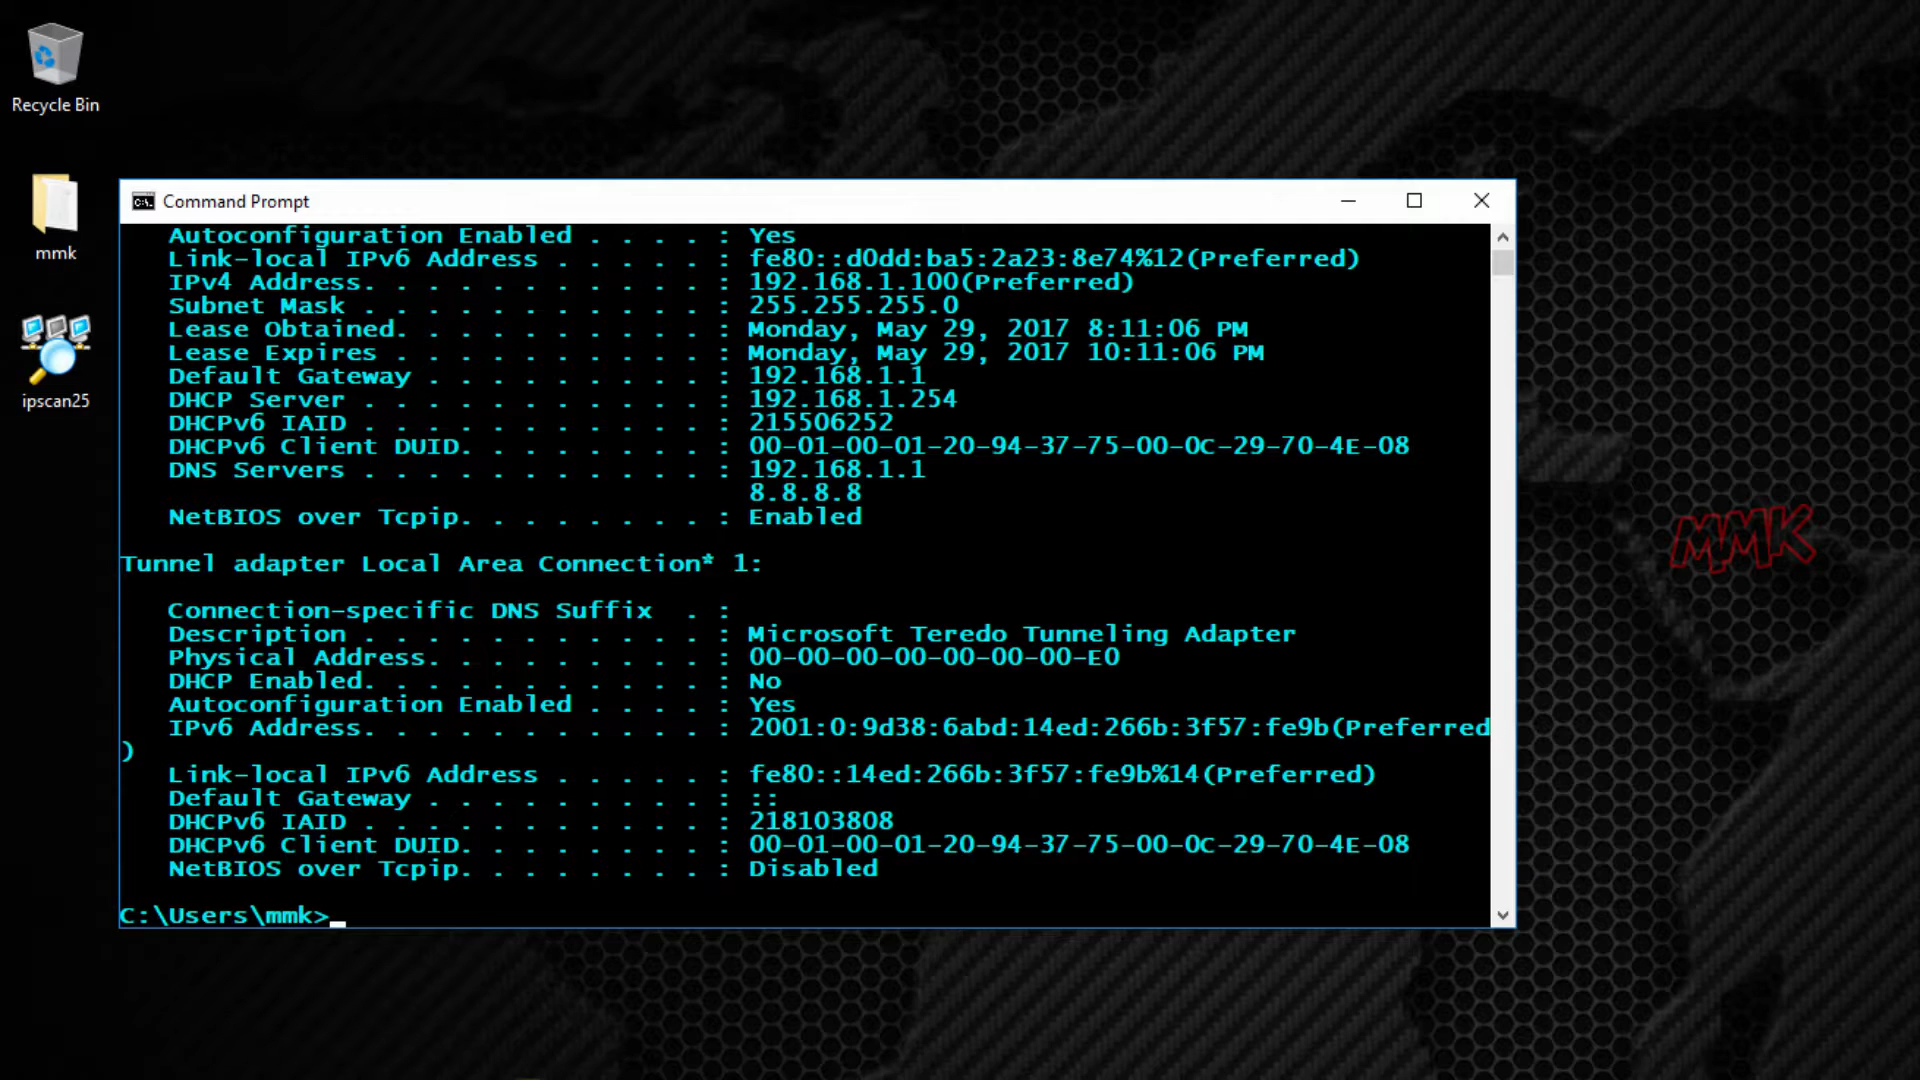 Recycle Bin
mmk
ipscan25
Command Prompt
Autoconfiguration Enabled . . . . : Yes
Link-local IPv6 Address . . . . . : fe80::d0dd:ba5:2a23:8e74%12(Preferred)
IPv4 Address. . . . . . . . . . . : 192.168.1.100(Preferred)
Subnet Mask . . . . . . . . . . . : 255.255.255.0
Lease Obtained. . . . . . . . . . : Monday, May 29, 2017 8:11:06 PM
Lease Expires . . . . . . . . . . : Monday, May 29, 2017 10:11:06 PM
Default Gateway . . . . . . . . . : 192.168.1.1
DHCP Server . . . . . . . . . . . : 192.168.1.254
DHCPv6 IAID . . . . . . . . . . . : 215506252
DHCPv6 Client DUID. . . . . . . . : 00-01-00-01-20-94-37-75-00-0C-29-70-4E-08
DNS Servers . . . . . . . . . . . : 192.168.1.1
8.8.8.8
NetBIOS over Tcpip. . . . . . . . : Enabled
Tunnel adapter Local Area Connection* 1:
Connection-specific DNS Suffix  . :
Description . . . . . . . . . . . : Microsoft Teredo Tunneling Adapter
Physical Address. . . . . . . . . : 00-00-00-00-00-00-00-E0
DHCP Enabled. . . . . . . . . . . : No
Autoconfiguration Enabled . . . . : Yes
IPv6 Address. . . . . . . . . . . : 2001:0:9d38:6abd:14ed:266b:3f57:fe9b(Preferred
)
Link-local IPv6 Address . . . . . : fe80::14ed:266b:3f57:fe9b%14(Preferred)
Default Gateway . . . . . . . . . : ::
DHCPv6 IAID . . . . . . . . . . . : 218103808
DHCPv6 Client DUID. . . . . . . . : 00-01-00-01-20-94-37-75-00-0C-29-70-4E-08
NetBIOS over Tcpip. . . . . . . . : Disabled
C:\Users\mmk>_
MMK